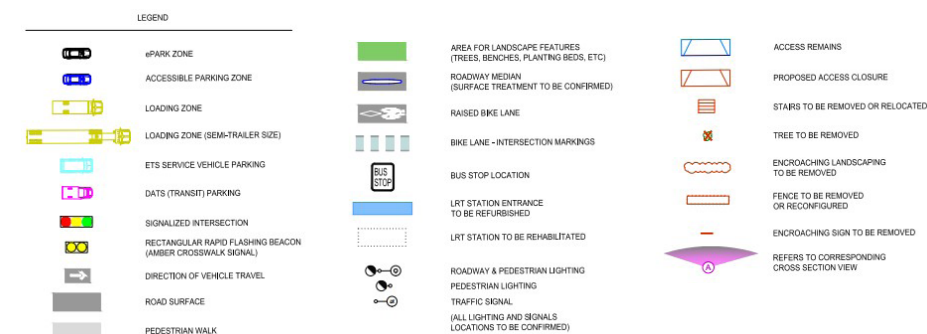 LEGEND
ePARK ZONE
ACCESSIBLE PARKING ZONE
LOADING ZONE
LOADING ZONE (SEMI-TRAILER SIZE)
ETS SERVICE VEHICLE PARKING
DATS (TRANSIT) PARKING
SIGNALIZED INTERSECTION
RECTANGULAR RAPID FLASHING BEACON
(AMBER CROSSWALK SIGNAL)
DIRECTION OF VEHICLE TRAVEL
ROAD SURFACE
PEDESTRIAN WALK
AREA FOR LANDSCAPE FEATURES
(TREES, BENCHES, PLANTING BEDS, ETC)
ROADWAY MEDIAN
(SURFACE TREATMENT TO BE CONFIRMED)
RAISED BIKE LANE
BIKE LANE - INTERSECTION MARKINGS
BUS
STOP
BUS STOP LOCATION
LRT STATION ENTRANCE
TO BE REFURBISHED
LRT STATION TO BE REHABILITATED
ROADWAY & PEDESTRIAN LIGHTING
PEDESTRIAN LIGHTING
TRAFFIC SIGNAL
(ALL LIGHTING AND SIGNALS
LOCATIONS TO BE CONFIRMED)
ACCESS REMAINS
PROPOSED ACCESS CLOSURE
STAIRS TO BE REMOVED OR RELOCATED
TREE TO BE REMOVED
ENCROACHING LANDSCAPING
TO BE REMOVED
FENCE TO BE REMOVED
OR RECONFIGURED
ENCROACHING SIGN TO BE REMOVED
A
REFERS TO CORRESPONDING
CROSS SECTION VIEW